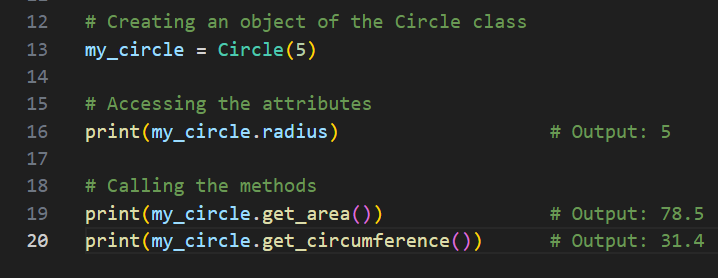 12 # Creating an object of the Circle class
13 my_circle = Circle(5)
14
15 # Accessing the attributes
16 print(my_circle.radius) # Output: 5
17
18 # Calling the methods
19 print(my_circle.get_area()) # Output: 78.5
20 print(my_circle.get_circumference()) # Output: 31.4